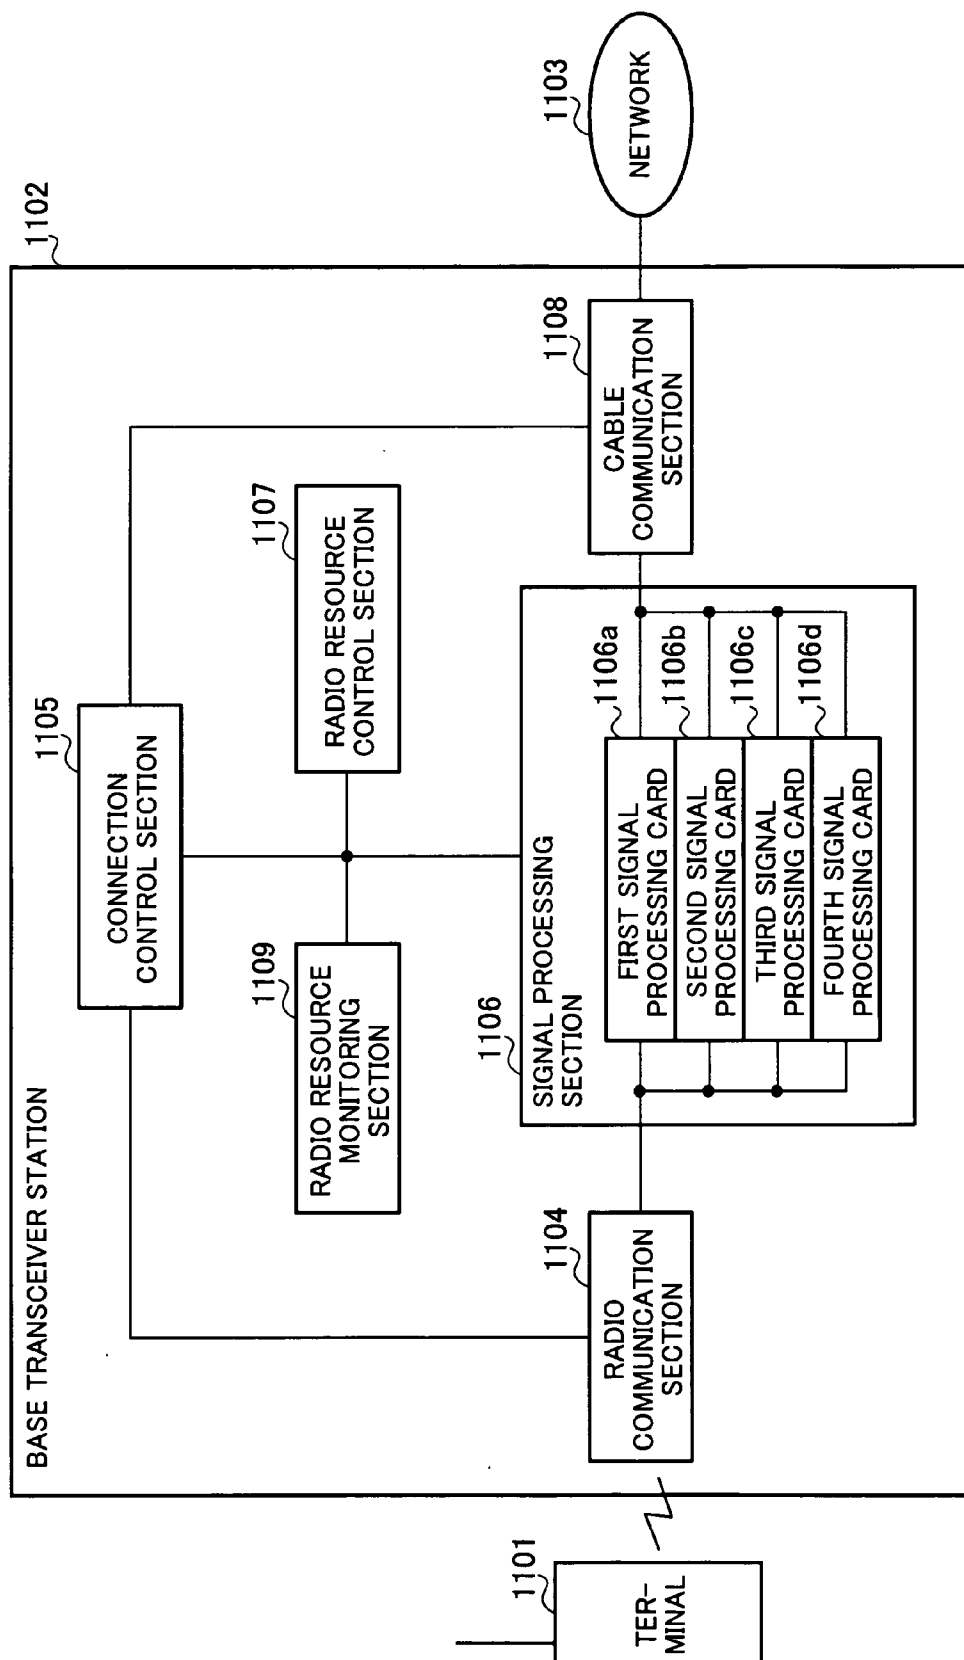 BASE TRANSCEIVER STATION
1102
1105
CONNECTION
CONTROL SECTION
1109
RADIO RESOURCE
MONITORING
SECTION
1107
RADIO RESOURCE
CONTROL SECTION
1101
TER-
MINAL
1104
RADIO
COMMUNICATION
SECTION
1106
SIGNAL PROCESSING
SECTION
FIRST SIGNAL
PROCESSING CARD
1106a
SECOND SIGNAL
PROCESSING CARD
1106b
THIRD SIGNAL
PROCESSING CARD
1106c
FOURTH SIGNAL
PROCESSING CARD
1106d
1108
CABLE
COMMUNICATION
SECTION
1103
NETWORK